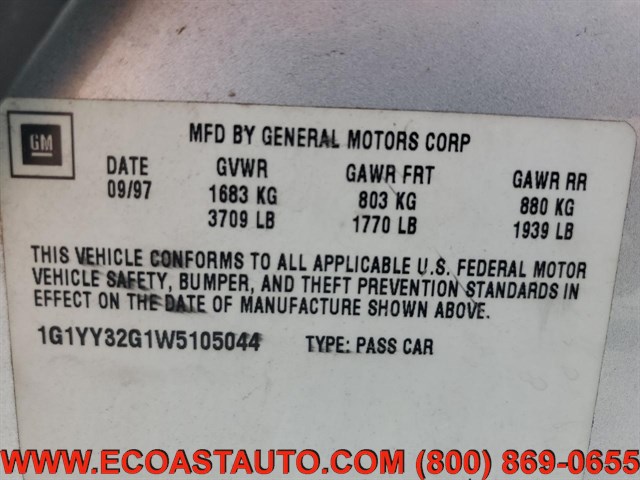 GM
MFD BY GENERAL MOTORS CORP
DATE GVWR GAWR FRT GAWR RR
09/97 1683 KG 803 KG 880 KG
3709 LB 1770 LB 1939 LB
THIS VEHICLE CONFORMS TO ALL APPLICABLE U.S. FEDERAL MOTOR
VEHICLE SAFETY, BUMPER, AND THEFT PREVENTION STANDARDS IN
EFFECT ON THE DATE OF MANUFACTURE SHOWN ABOVE.
1G1YY32G1W5105044 TYPE: PASS CAR
WWW.ECOASTAUTO.COM (800) 869-0655